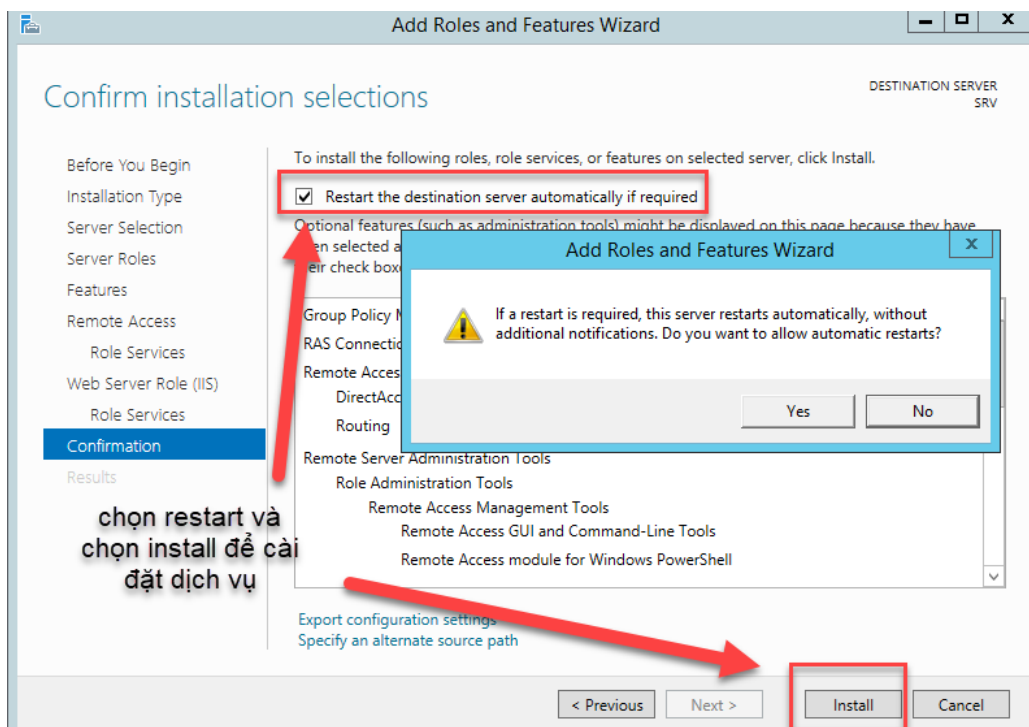 Add Roles and Features Wizard
Confirm installation selections
DESTINATION SERVER
SRV
Before You Begin
Installation Type
Server Selection
Server Roles
Features
Remote Access
Role Services
Web Server Role (IIS)
Role Services
Confirmation
Results
To install the following roles, role services, or features on selected server, click Install.
Restart the destination server automatically if required
Optional features (such as administration tools) might be displayed on this page because they have
een selected a
eir check box
Add Roles and Features Wizard
If a restart is required, this server restarts automatically, without
additional notifications. Do you want to allow automatic restarts?
Yes No
Group Policy M
RAS Connectio
Remote Acces
DirectAcc
Routing
Remote Server Administration Tools
Role Administration Tools
Remote Access Management Tools
Remote Access GUI and Command-Line Tools
Remote Access module for Windows PowerShell
chọn restart và
chọn install để cài
đặt dịch vụ
Export configuration settings
Specify an alternate source path
< Previous Next > Install Cancel